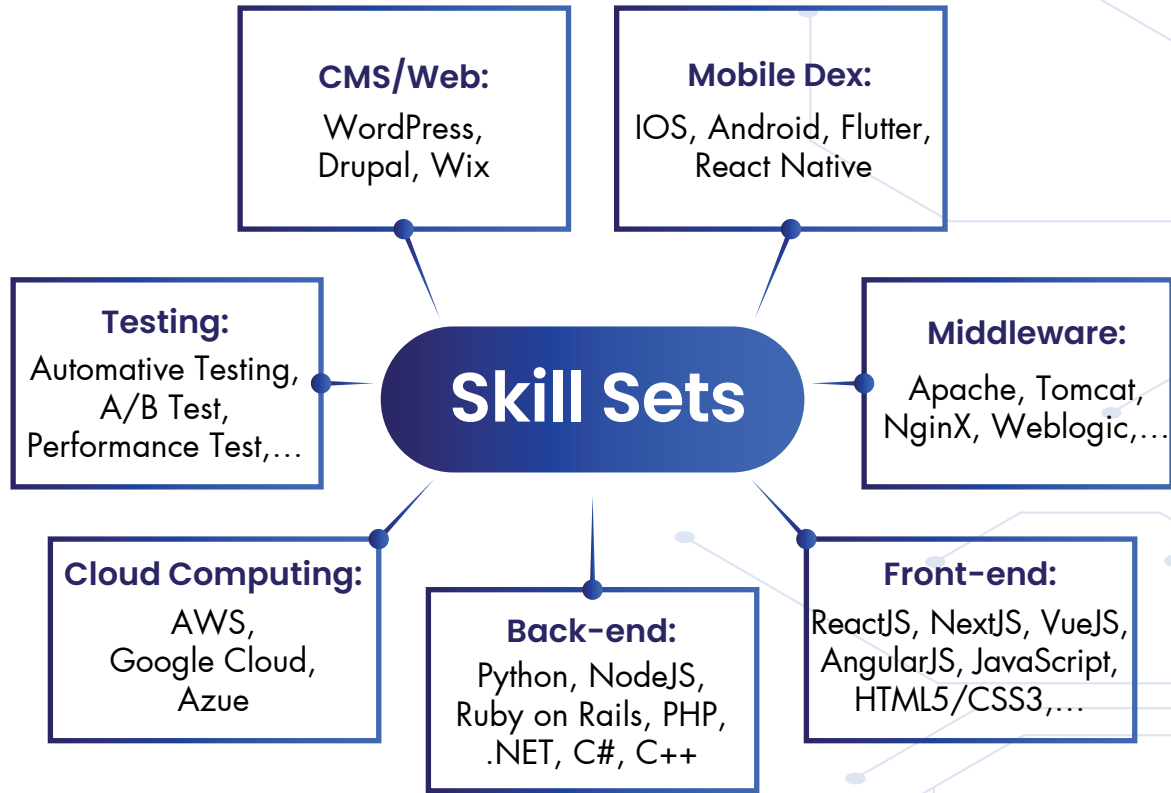 CMS/Web:
WordPress,
Drupal, Wix
Mobile Dex:
IOS, Android, Flutter,
React Native
Testing:
Automative Testing,
A/B Test,
Performance Test,...
Skill Sets
Middleware:
Apache, Tomcat,
NginX, Weblogic,...
Cloud Computing:
AWS,
Google Cloud,
Azue
Back-end:
Python, NodeJS,
Ruby on Rails, PHP,
.NET, C#, C++
Front-end:
ReactJS, NextJS, VueJS,
AngularJS, JavaScript,
HTML5/CSS3,...